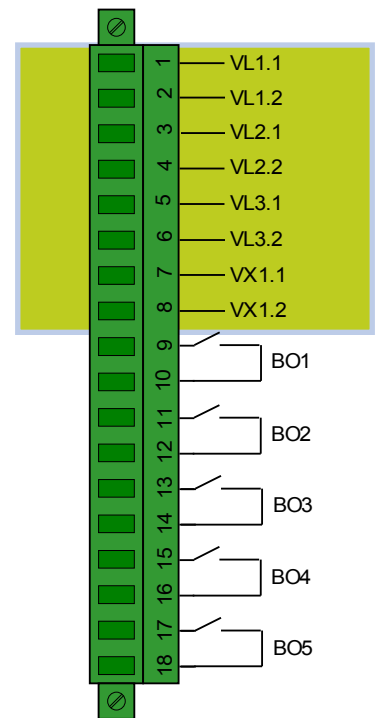 1 VL1.1
2 VL1.2
3 VL2.1
4 VL2.2
5 VL3.1
6 VL3.2
7 VX1.1
8 VX1.2
9
BO1
10
11
BO2
12
13
BO3
14
15
BO4
16
17
BO5
18